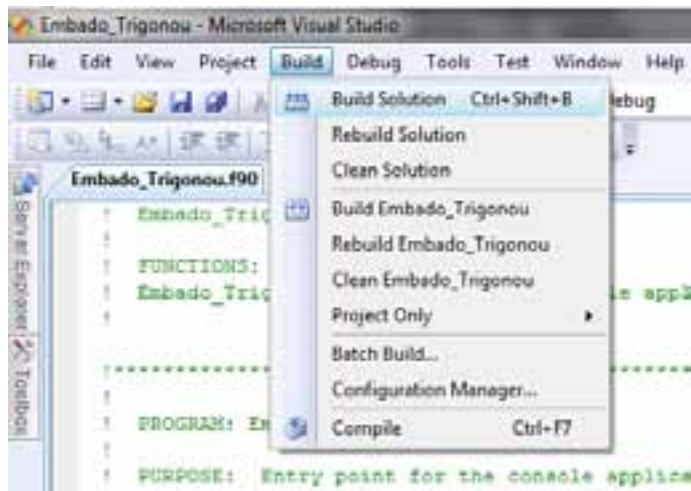 Embado_Trigonou - Microsoft Visual Studio
File Edit View Project Build Debug Tools Test Window Help
Build Solution Ctrl+Shift+B
Rebuild Solution
Clean Solution
Build Embado_Trigonou
Rebuild Embado_Trigonou
Clean Embado_Trigonou
Project Only
Batch Build...
Configuration Manager...
Compile Ctrl+F7
ebug
Embado_Trigonou.f90
Server Explorer
Toolbox
! Embado_Trig
!
! FUNCTIONS:
! Embado_Trig e appl
!
!****
!
! PROGRAM: Em
!
! PURPOSE: Entry point for the console applica